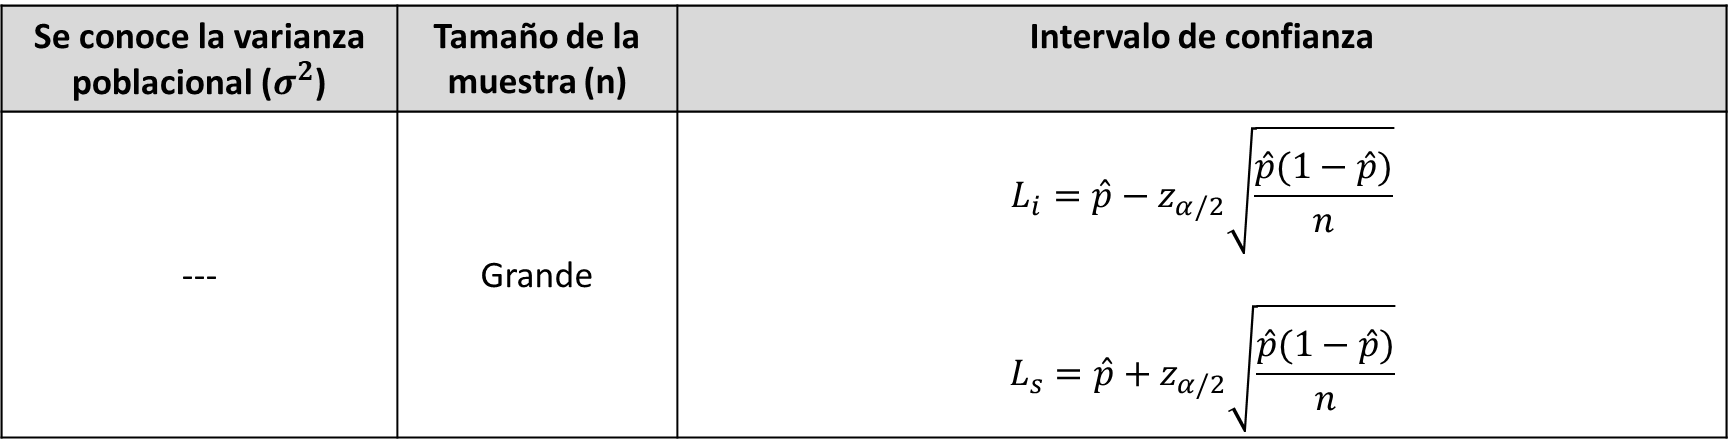 Se conoce la varianza
poblacional (σ²)
Tamaño de la
muestra (n)
Intervalo de confianza
---
Grande
L_i = p̂ − z_{α/2} √(p̂(1 − p̂)/n)
L_s = p̂ + z_{α/2} √(p̂(1 − p̂)/n)